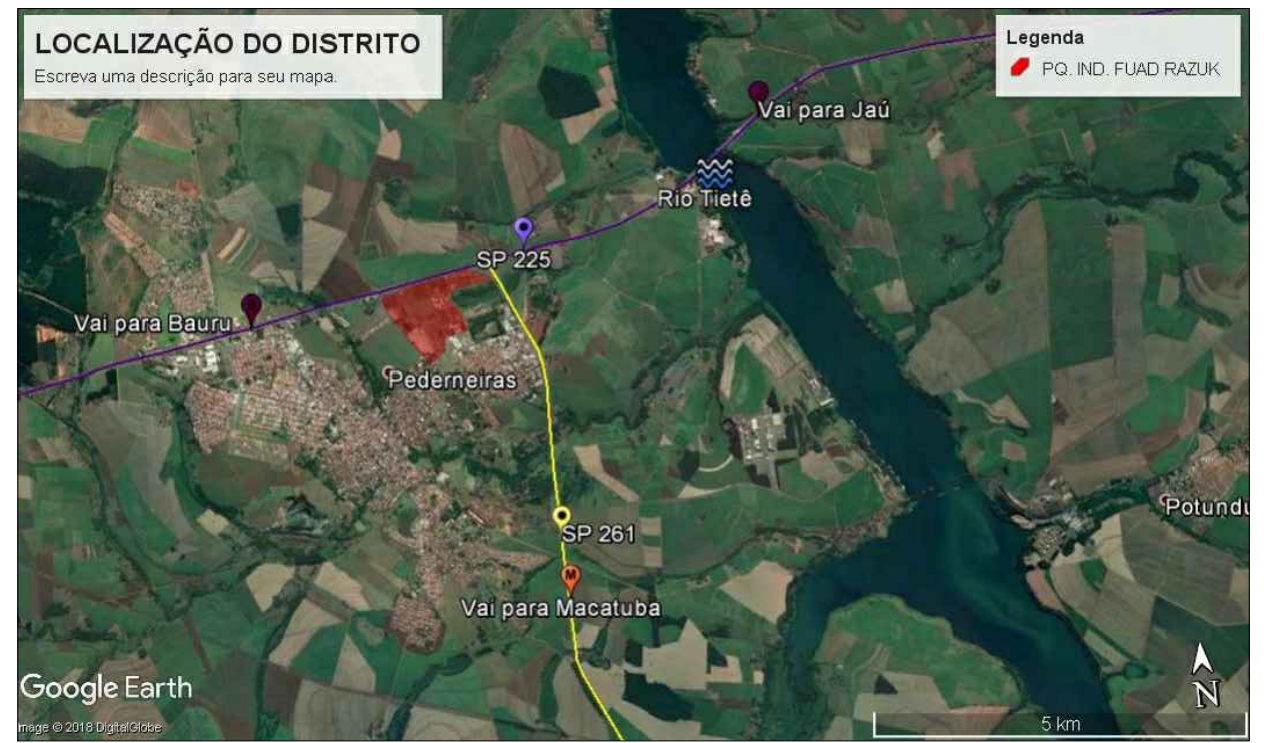 LOCALIZAÇÃO DO DISTRITO
Escreva uma descrição para seu mapa.
Legenda
PQ. IND. FUAD RAZUK
Vai para Jaú
Rio Tietê
SP 225
Vai para Bauru
Pederneiras
Potundu
SP 261
M
Vai para Macatuba
Google Earth
mage © 2018 DigitalGlobe
N
5 km